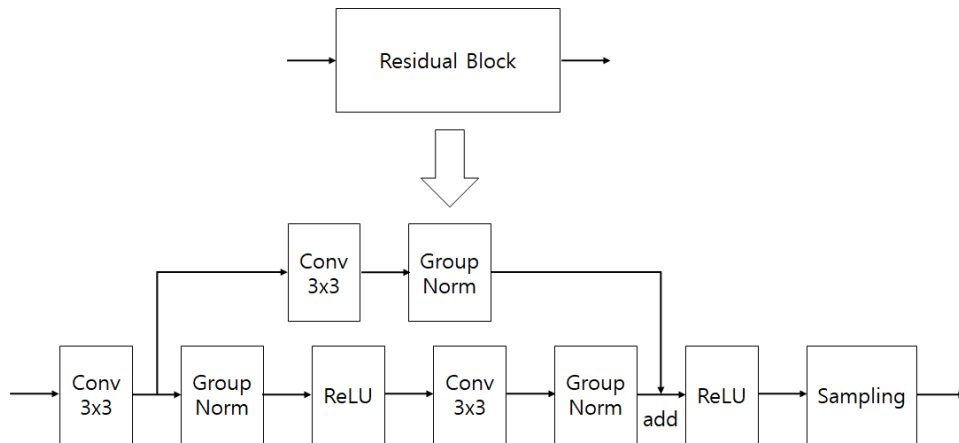 Residual Block
Conv
3x3
Group
Norm
Conv
3x3
Group
Norm
ReLU
Conv
3x3
Group
Norm
add
ReLU
Sampling